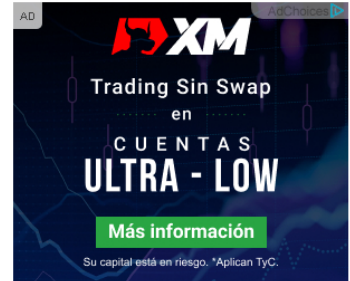 AD
AdChoices
XM
Trading Sin Swap
en
CUENTAS
ULTRA - LOW
Más información
Su capital está en riesgo. *Aplican TyC.